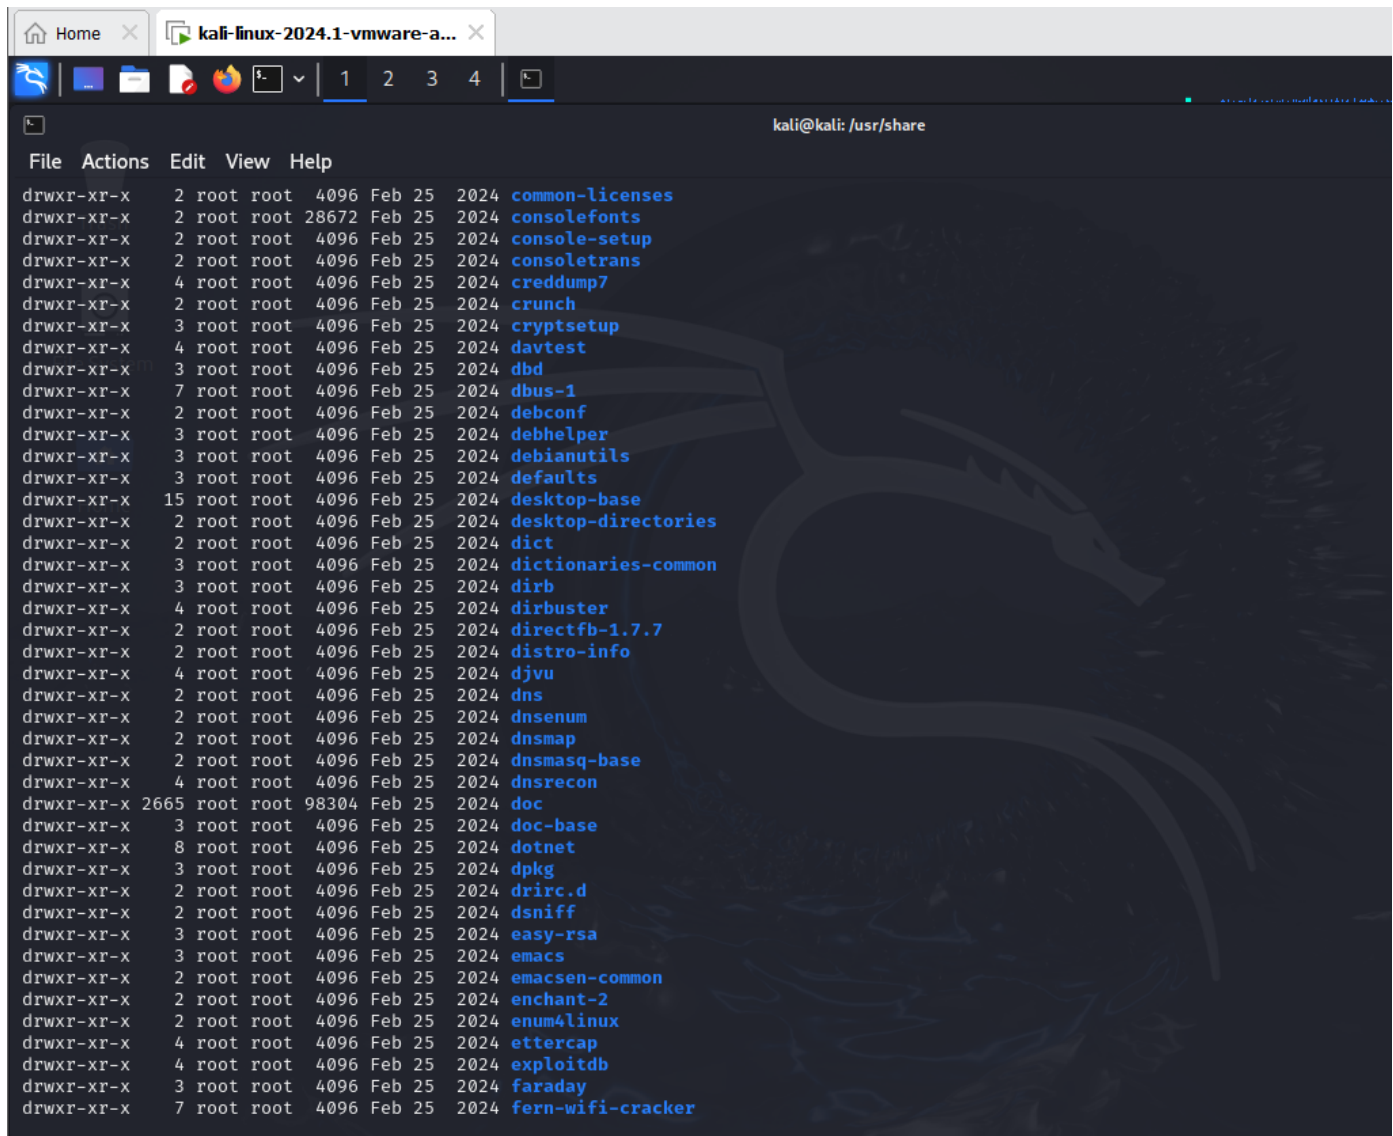 Home
kali-linux-2024.1-vmware-a...
1 2 3 4
kali@kali: /usr/share
File Actions Edit View Help
drwxr-xr-x 2 root root 4096 Feb 25 2024 common-licenses
drwxr-xr-x 2 root root 28672 Feb 25 2024 consolefonts
drwxr-xr-x 2 root root 4096 Feb 25 2024 console-setup
drwxr-xr-x 2 root root 4096 Feb 25 2024 consoletrans
drwxr-xr-x 4 root root 4096 Feb 25 2024 creddump7
drwxr-xr-x 2 root root 4096 Feb 25 2024 crunch
drwxr-xr-x 3 root root 4096 Feb 25 2024 cryptsetup
drwxr-xr-x 4 root root 4096 Feb 25 2024 davtest
drwxr-xr-x 3 root root 4096 Feb 25 2024 dbd
drwxr-xr-x 7 root root 4096 Feb 25 2024 dbus-1
drwxr-xr-x 2 root root 4096 Feb 25 2024 debconf
drwxr-xr-x 3 root root 4096 Feb 25 2024 debhelper
drwxr-xr-x 3 root root 4096 Feb 25 2024 debianutils
drwxr-xr-x 3 root root 4096 Feb 25 2024 defaults
drwxr-xr-x 15 root root 4096 Feb 25 2024 desktop-base
drwxr-xr-x 2 root root 4096 Feb 25 2024 desktop-directories
drwxr-xr-x 2 root root 4096 Feb 25 2024 dict
drwxr-xr-x 3 root root 4096 Feb 25 2024 dictionaries-common
drwxr-xr-x 3 root root 4096 Feb 25 2024 dirb
drwxr-xr-x 4 root root 4096 Feb 25 2024 dirbuster
drwxr-xr-x 2 root root 4096 Feb 25 2024 directfb-1.7.7
drwxr-xr-x 2 root root 4096 Feb 25 2024 distro-info
drwxr-xr-x 4 root root 4096 Feb 25 2024 djvu
drwxr-xr-x 2 root root 4096 Feb 25 2024 dns
drwxr-xr-x 2 root root 4096 Feb 25 2024 dnsenum
drwxr-xr-x 2 root root 4096 Feb 25 2024 dnsmap
drwxr-xr-x 2 root root 4096 Feb 25 2024 dnsmasq-base
drwxr-xr-x 4 root root 4096 Feb 25 2024 dnsrecon
drwxr-xr-x 2665 root root 98304 Feb 25 2024 doc
drwxr-xr-x 3 root root 4096 Feb 25 2024 doc-base
drwxr-xr-x 8 root root 4096 Feb 25 2024 dotnet
drwxr-xr-x 3 root root 4096 Feb 25 2024 dpkg
drwxr-xr-x 2 root root 4096 Feb 25 2024 drirc.d
drwxr-xr-x 2 root root 4096 Feb 25 2024 dsniff
drwxr-xr-x 3 root root 4096 Feb 25 2024 easy-rsa
drwxr-xr-x 3 root root 4096 Feb 25 2024 emacs
drwxr-xr-x 2 root root 4096 Feb 25 2024 emacsen-common
drwxr-xr-x 2 root root 4096 Feb 25 2024 enchant-2
drwxr-xr-x 2 root root 4096 Feb 25 2024 enum4linux
drwxr-xr-x 4 root root 4096 Feb 25 2024 ettercap
drwxr-xr-x 4 root root 4096 Feb 25 2024 exploitdb
drwxr-xr-x 3 root root 4096 Feb 25 2024 faraday
drwxr-xr-x 7 root root 4096 Feb 25 2024 fern-wifi-cracker